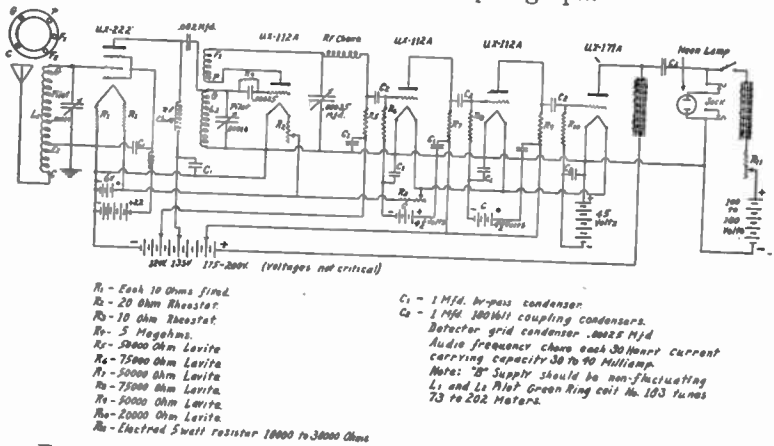 UX-222
.002 Mfd.
UX-112A
RF Choke
UX-112A
UX-112A
UX-171A
Neon Lamp
Jack
Pilot
Pilot
.00025 Mfd.
45 Volts
100 to 180 Volts
135V 175-200V. (Voltages not critical)
R1 - Each 10 Ohms fixed.
R2 - 20 Ohm Rheostat.
R3 - 10 Ohm Rheostat.
R4 - 5 Megohms.
R5 - 50000 Ohm Lavite
R6 - 75000 Ohm Lavite
R7 - 50000 Ohm Lavite
R8 - 75000 Ohm Lavite.
R9 - 50000 Ohm Lavite.
R10 - 20000 Ohm Lavite.
R11 - Electrad 5 watt resistor 10000 to 30000 Ohms
C1 - 1 Mfd. by-pass condenser.
C2 - 1 Mfd. 300 Volt coupling condensers.
Detector grid condenser .00025 Mfd
Audio frequency choke each 30 Henry Current
carrying capacity 30 to 40 Milliamp.
Note: "B" Supply should be non-fluctuating
L1 and L2 Pilot Green Ring coil No. 183 tunes
73 to 202 Meters.